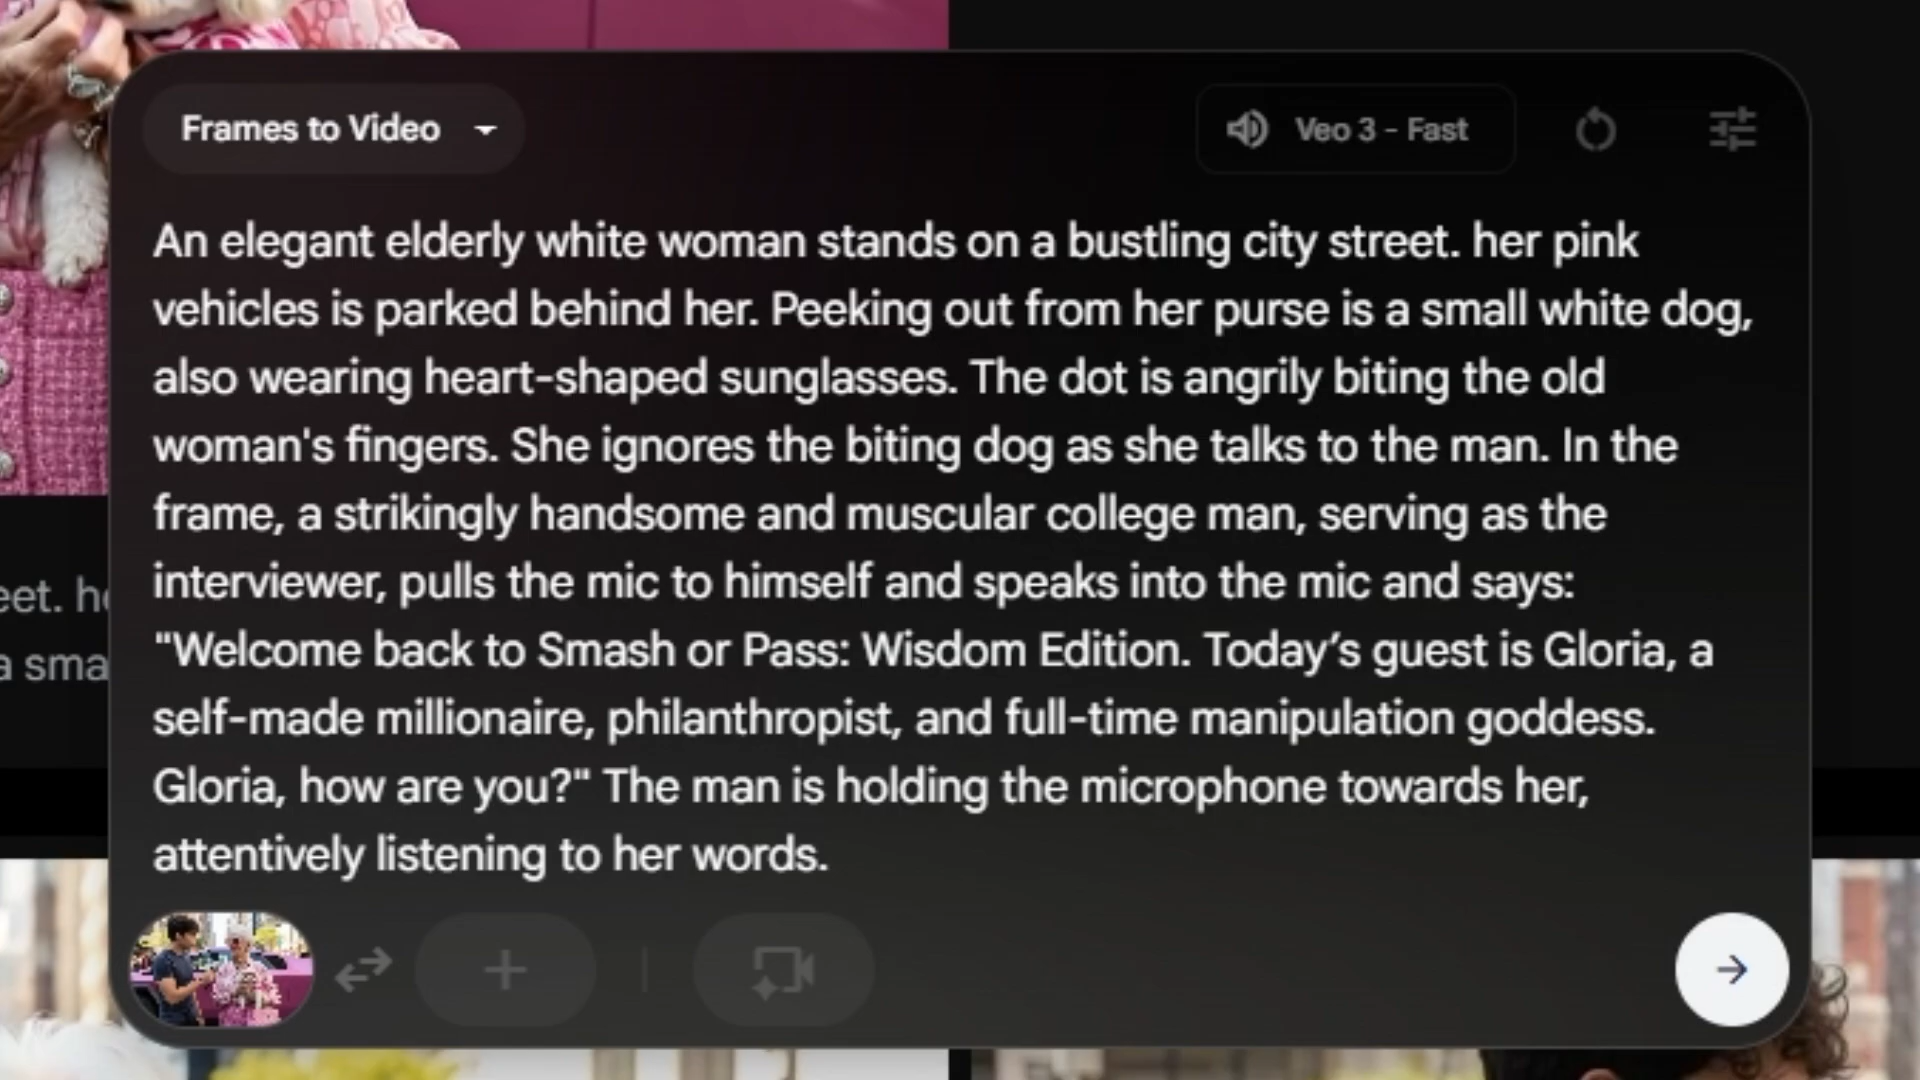 Frames to Video
Veo 3 - Fast
An elegant elderly white woman stands on a bustling city street. her pink
vehicles is parked behind her. Peeking out from her purse is a small white dog,
also wearing heart-shaped sunglasses. The dot is angrily biting the old
woman's fingers. She ignores the biting dog as she talks to the man. In the
frame, a strikingly handsome and muscular college man, serving as the
interviewer, pulls the mic to himself and speaks into the mic and says:
"Welcome back to Smash or Pass: Wisdom Edition. Today’s guest is Gloria, a
self-made millionaire, philanthropist, and full-time manipulation goddess.
Gloria, how are you?" The man is holding the microphone towards her,
attentively listening to her words.
eet. he
a sma